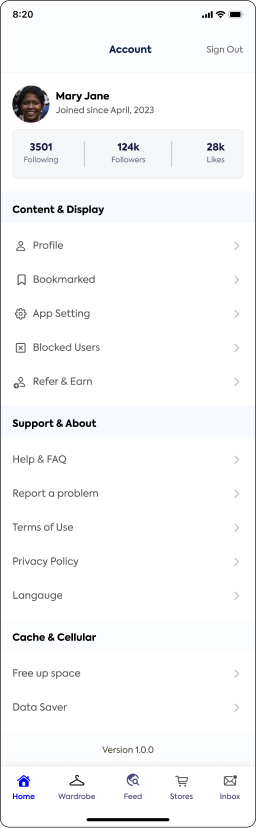 8:20
Account
Sign Out
Mary Jane
Joined since April, 2023
3501 124k 28k
Following Followers Likes
Content & Display
Profile
Bookmarked
App Setting
Blocked Users
Refer & Earn
Support & About
Help & FAQ
Report a problem
Terms of Use
Privacy Policy
Langauge
Cache & Cellular
Free up space
Data Saver
Version 1.0.0
Home Wardrobe Feed Stores Inbox